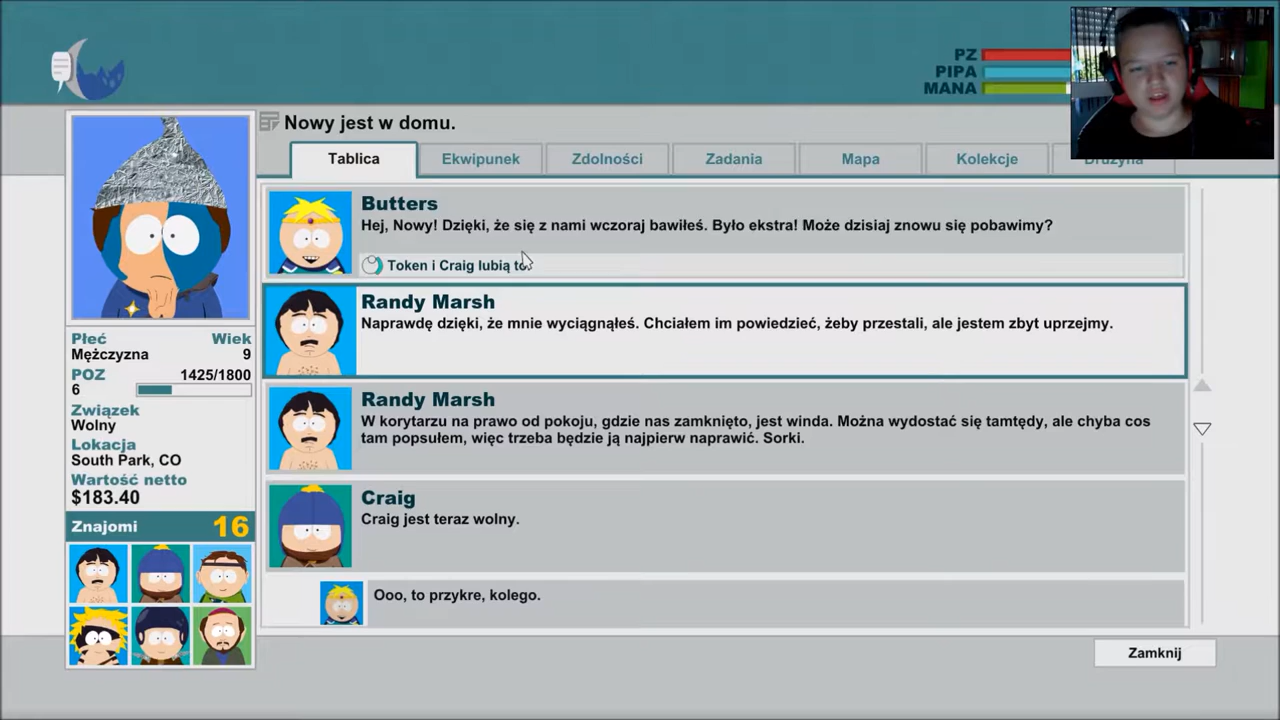 PZ
PIPA
MANA
Nowy jest w domu.
Tablica
Ekwipunek
Zdolności
Zadania
Mapa
Kolekcje
Drużyna
Butters
Hej, Nowy! Dzięki, że się z nami wczoraj bawiłeś. Było ekstra! Może dzisiaj znowu się pobawimy?
Token i Craig lubią to.
Randy Marsh
Naprawdę dzięki, że mnie wyciągnąłeś. Chciałem im powiedzieć, żeby przestali, ale jestem zbyt uprzejmy.
Randy Marsh
W korytarzu na prawo od pokoju, gdzie nas zamknięto, jest winda. Można wydostać się tamtędy, ale chyba cos
tam popsułem, więc trzeba będzie ją najpierw naprawić. Sorki.
Craig
Craig jest teraz wolny.
Ooo, to przykre, kolego.
Płeć Wiek
Mężczyzna 9
POZ 1425/1800
6
Związek
Wolny
Lokacja
South Park, CO
Wartość netto
$183.40
Znajomi 16
Zamknij